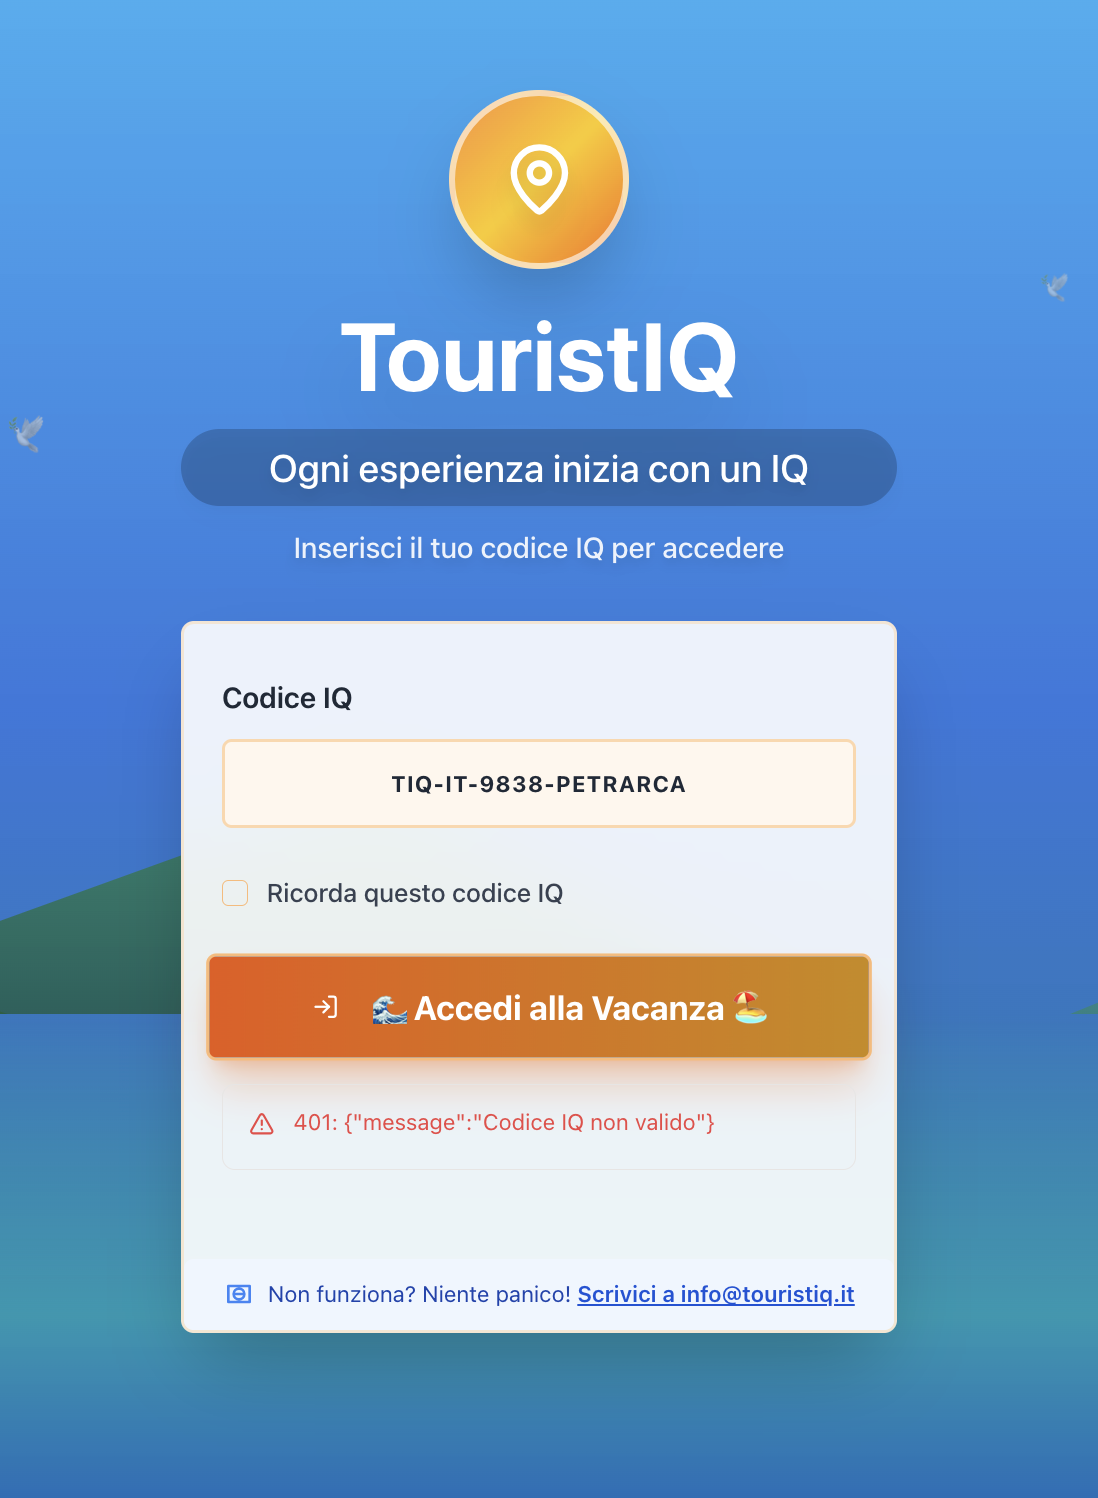 TouristIQ
Ogni esperienza inizia con un IQ
Inserisci il tuo codice IQ per accedere
Codice IQ
TIQ-IT-9838-PETRARCA
Ricorda questo codice IQ
🌊 Accedi alla Vacanza 🏖️
401: {"message":"Codice IQ non valido"}
Non funziona? Niente panico! Scrivici a info@touristiq.it